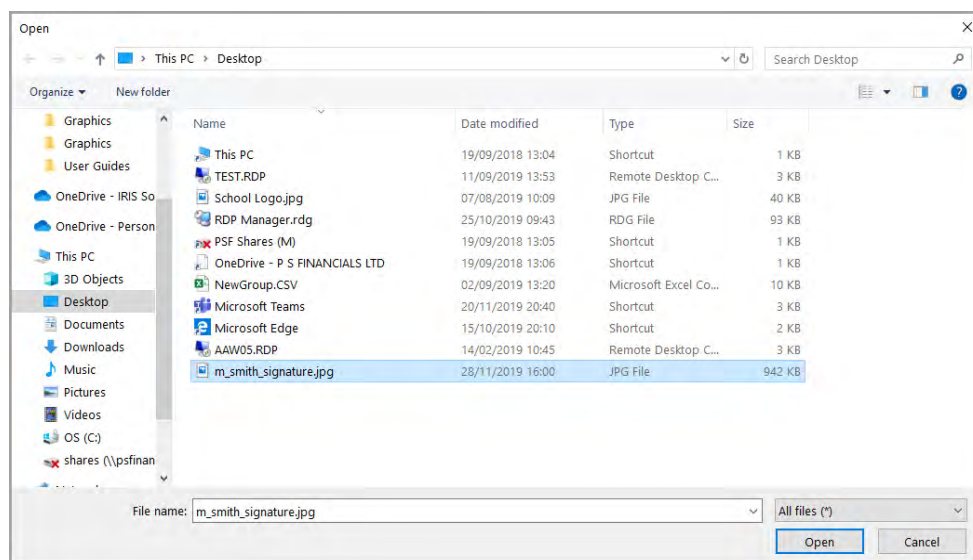 Open
This PC > Desktop
Search Desktop
Organize
New folder
Graphics
Graphics
User Guides
OneDrive - IRIS So
OneDrive - Person
This PC
3D Objects
Desktop
Documents
Downloads
Music
Pictures
Videos
OS (C:)
shares (\\psfinan
Name Date modified Type Size
This PC 19/09/2018 13:04 Shortcut 1 KB
TEST.RDP 11/09/2019 13:53 Remote Desktop C... 3 KB
School Logo.jpg 07/08/2019 10:09 JPG File 40 KB
RDP Manager.rdg 25/10/2019 09:43 RDG File 93 KB
PSF Shares (M) 19/09/2018 13:05 Shortcut 1 KB
OneDrive - P S FINANCIALS LTD 19/09/2018 13:06 Shortcut 1 KB
NewGroup.CSV 02/09/2019 13:20 Microsoft Excel Co... 10 KB
Microsoft Teams 20/11/2019 20:40 Shortcut 3 KB
Microsoft Edge 15/10/2019 20:10 Shortcut 2 KB
AAW05.RDP 14/02/2019 10:45 Remote Desktop C... 3 KB
m_smith_signature.jpg 28/11/2019 16:00 JPG File 942 KB
File name: m_smith_signature.jpg All files (*)
Open Cancel